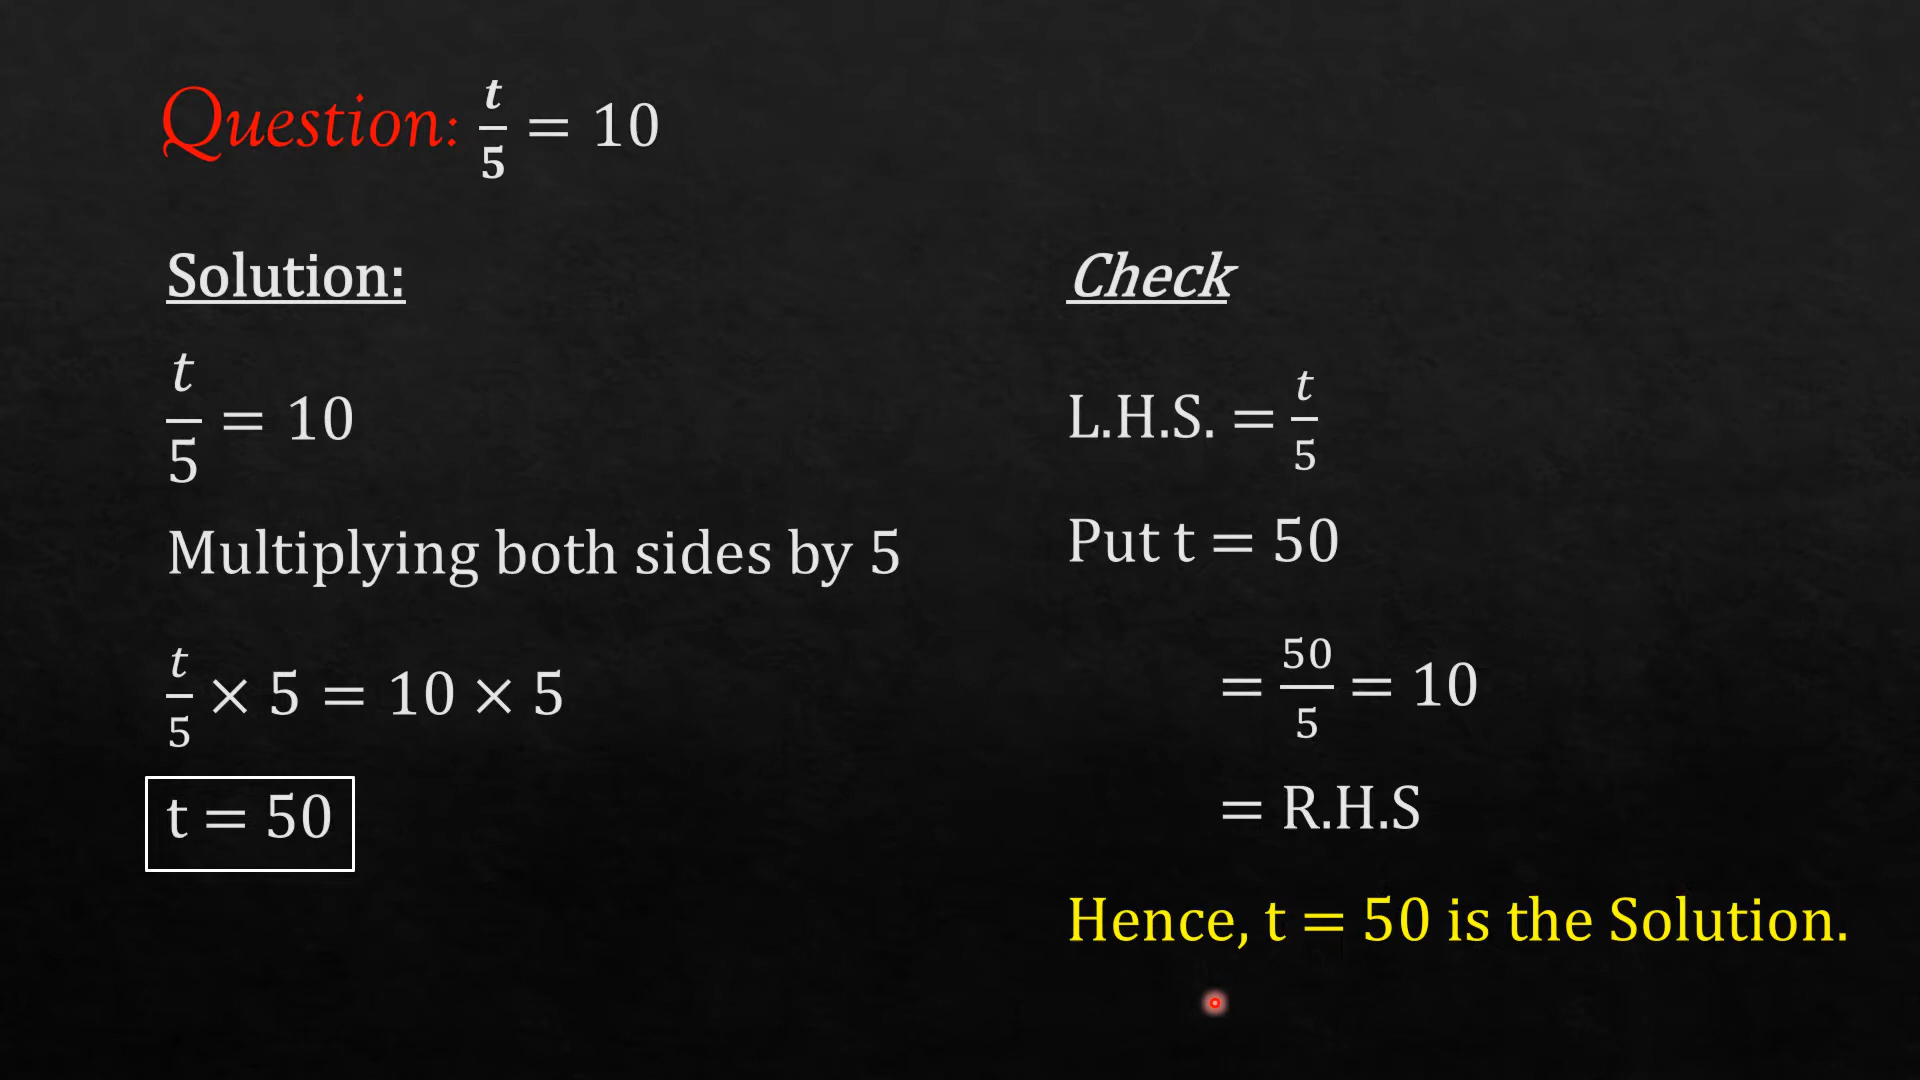 Question: t/5 = 10
Solution:
t/5 = 10
Multiplying both sides by 5
t/5 × 5 = 10 × 5
t = 50
Check
L.H.S. = t/5
Put t = 50
= 50/5 = 10
= R.H.S
Hence, t = 50 is the Solution.